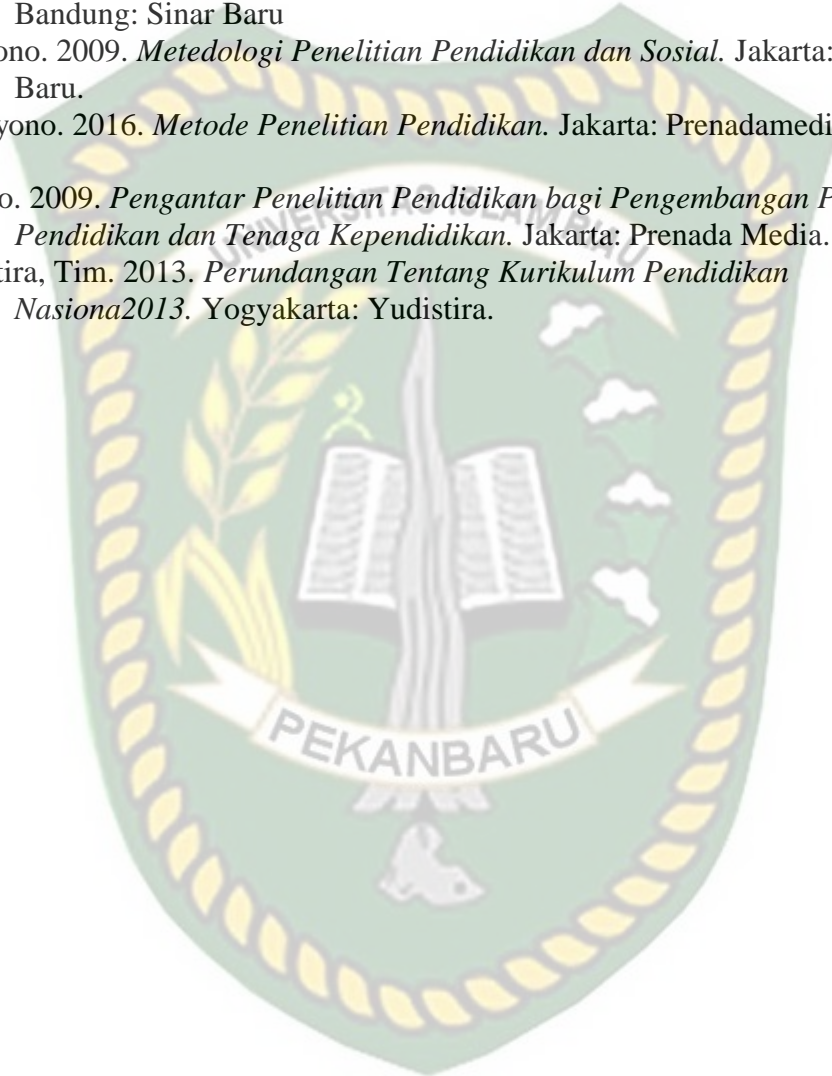 Bandung: Sinar Baru
ono. 2009. Metedologi Penelitian Pendidikan dan Sosial. Jakarta:
Baru.
yono. 2016. Metode Penelitian Pendidikan. Jakarta: Prenadamedi
o. 2009. Pengantar Penelitian Pendidikan bagi Pengembangan P
Pendidikan dan Tenaga Kependidikan. Jakarta: Prenada Media.
tira, Tim. 2013. Perundangan Tentang Kurikulum Pendidikan
Nasiona2013. Yogyakarta: Yudistira.
UNIVERSITAS ISLAM RIAU
PEKANBARU